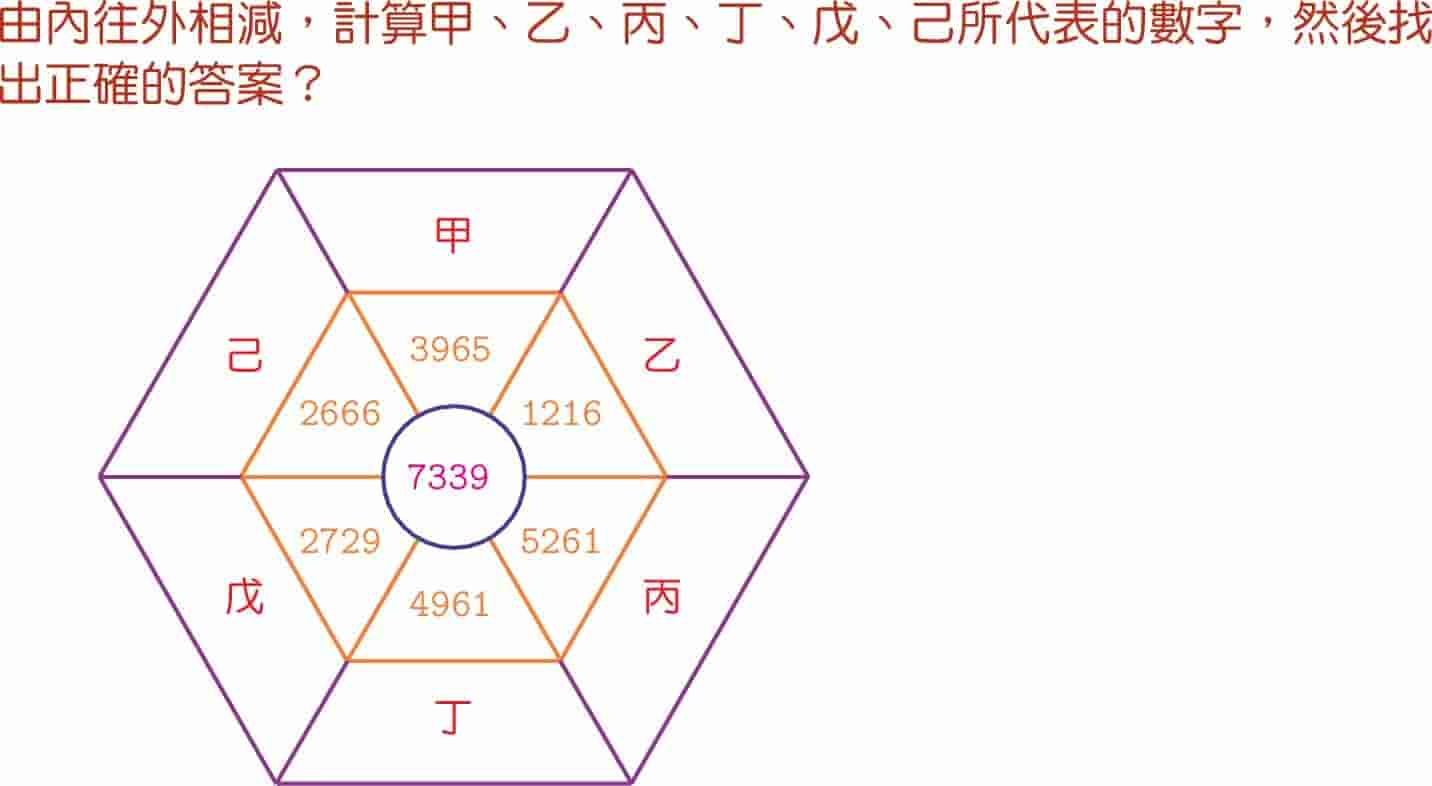 由內往外相減，計算甲、乙、丙、丁、戊、己所代表的數字，然後找
出正確的答案？
甲
己
3965
乙
2666
1216
7339
2729
5261
戊
4961
丙
丁